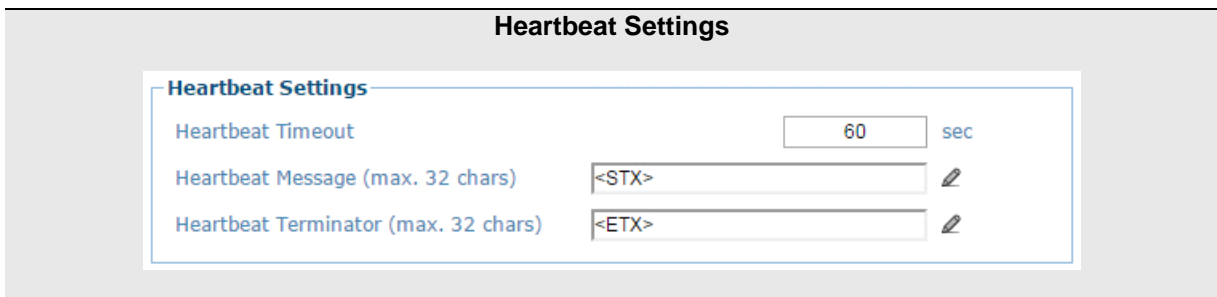 Heartbeat Settings
Heartbeat Settings
Heartbeat Timeout 60 sec
Heartbeat Message (max. 32 chars) <STX>
Heartbeat Terminator (max. 32 chars) <ETX>